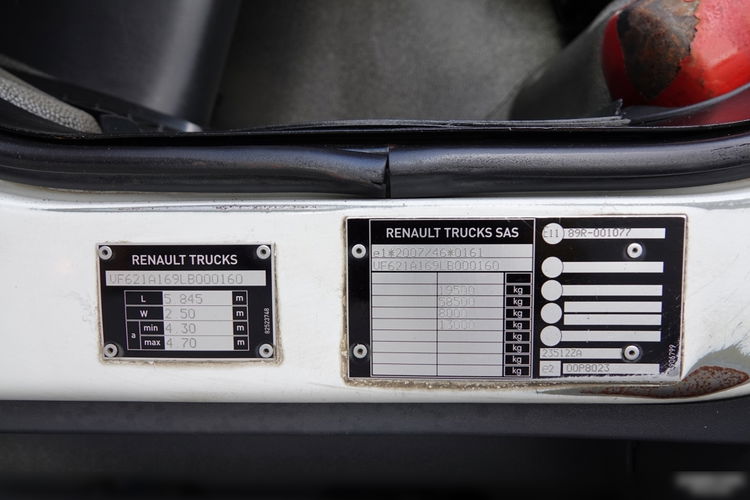 RENAULT TRUCKS
VF621A169LB000160
L 5 845 m
W 2 50 m
a min 4 30 m
max 4 70 m
82523748
RENAULT TRUCKS SAS
e1*2007/46*0161
VF621A169LB000160
kg
19500 kg
58500 kg
8000 kg
13000 kg
kg
kg
kg
E11 89R-001077
23512ZA
e2 00P8023